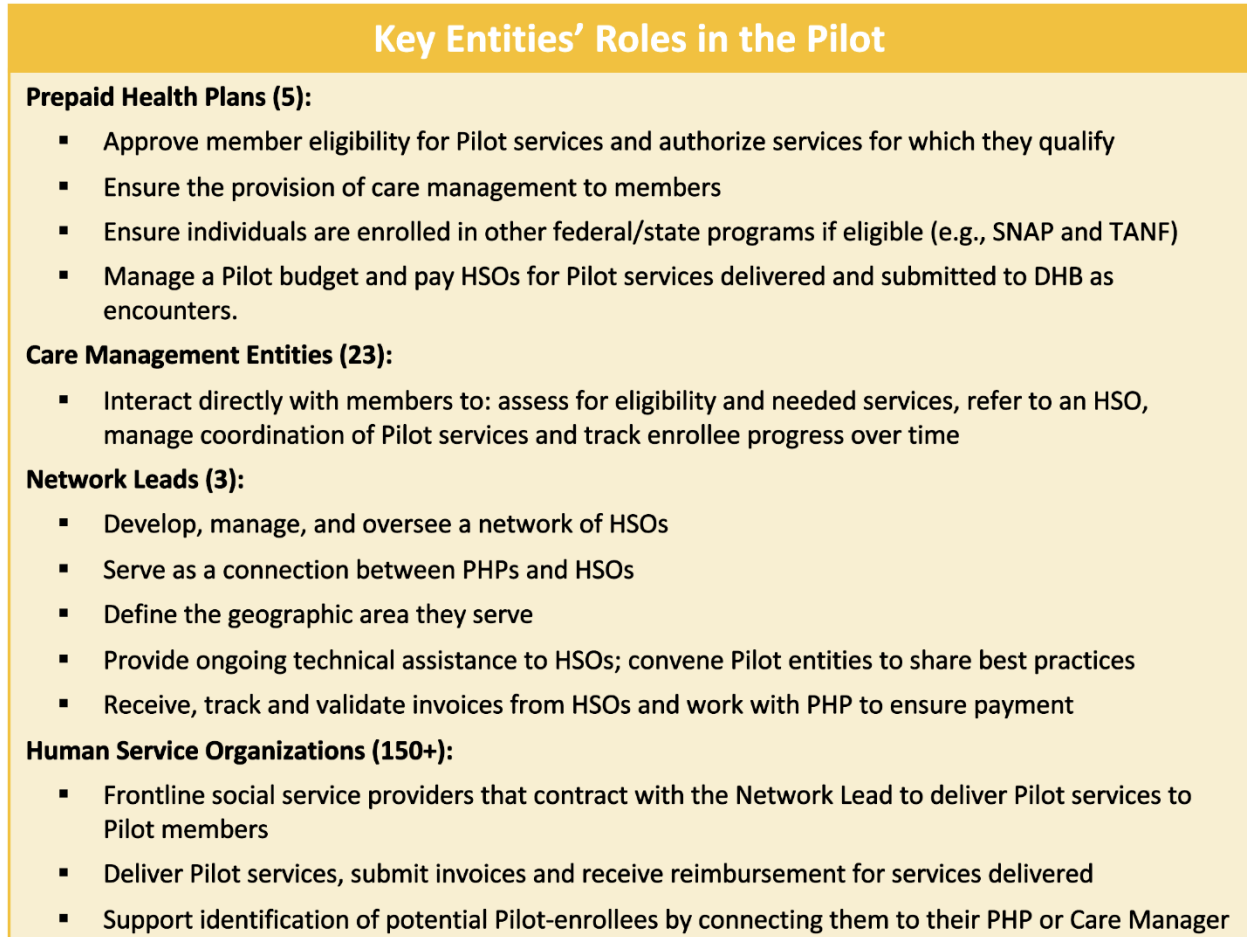 Key Entities’ Roles in the Pilot
Prepaid Health Plans (5):
▪ Approve member eligibility for Pilot services and authorize services for which they qualify
▪ Ensure the provision of care management to members
▪ Ensure individuals are enrolled in other federal/state programs if eligible (e.g., SNAP and TANF)
▪ Manage a Pilot budget and pay HSOs for Pilot services delivered and submitted to DHB as
encounters.
Care Management Entities (23):
▪ Interact directly with members to: assess for eligibility and needed services, refer to an HSO,
manage coordination of Pilot services and track enrollee progress over time
Network Leads (3):
▪ Develop, manage, and oversee a network of HSOs
▪ Serve as a connection between PHPs and HSOs
▪ Define the geographic area they serve
▪ Provide ongoing technical assistance to HSOs; convene Pilot entities to share best practices
▪ Receive, track and validate invoices from HSOs and work with PHP to ensure payment
Human Service Organizations (150+):
▪ Frontline social service providers that contract with the Network Lead to deliver Pilot services to
Pilot members
▪ Deliver Pilot services, submit invoices and receive reimbursement for services delivered
▪ Support identification of potential Pilot-enrollees by connecting them to their PHP or Care Manager